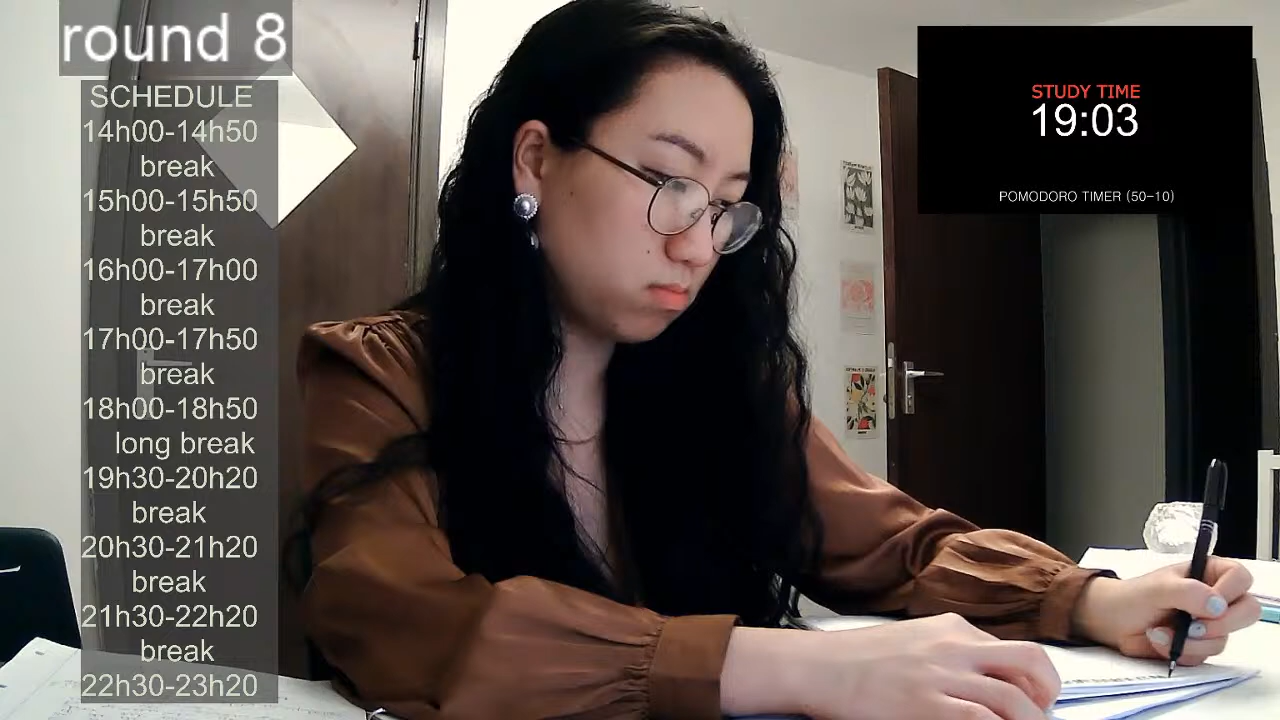 round 8
SCHEDULE
14h00-14h50
break
15h00-15h50
break
16h00-17h00
break
17h00-17h50
break
18h00-18h50
long break
19h30-20h20
break
20h30-21h20
break
21h30-22h20
break
22h30-23h20
STUDY TIME
19:03
POMODORO TIMER (50-10)